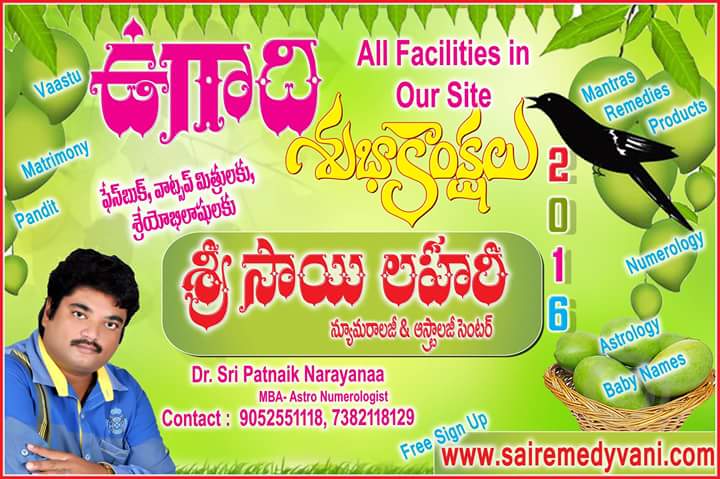 ఉగాది
శుభాకాంక్షలు
All Facilities in
Our Site
Vaastu
Matrimony
Pandit
Mantras
Remedies
Products
ఫేస్‌బుక్, వాట్సవ్ మిత్రులకు,
శ్రేయోభిలాషులకు
2016
Numerology
Astrology
Baby Names
శ్రీ సాయి లహరి
న్యూమరాలజీ & ఆస్ట్రాలజీ సెంటర్
Dr. Sri Patnaik Narayanaa
MBA- Astro Numerologist
Contact : 9052551118, 7382118129
Free Sign Up
www.sairemedyvani.com